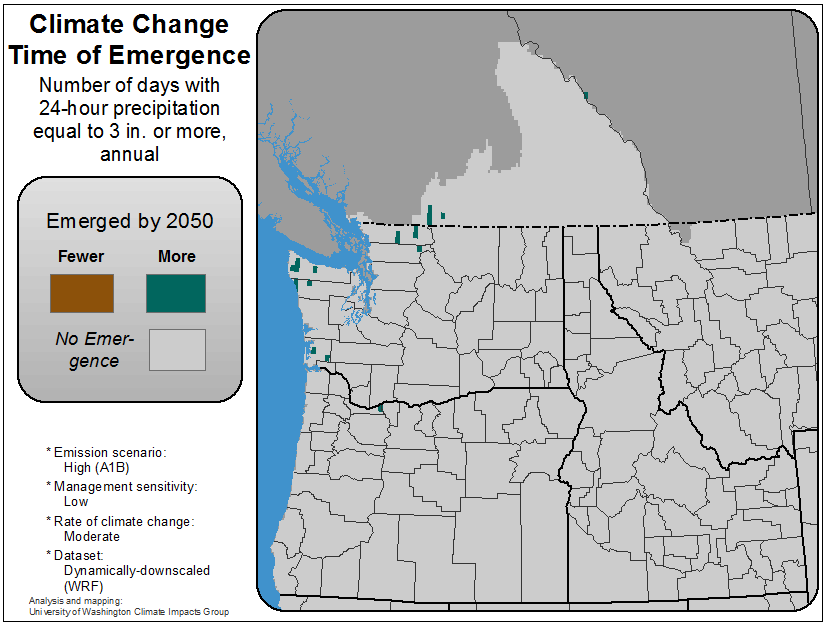 Climate Change
Time of Emergence
Number of days with
24-hour precipitation
equal to 3 in. or more,
annual
Emerged by 2050
Fewer More
No Emer-
gence
* Emission scenario:
High (A1B)
* Management sensitivity:
Low
* Rate of climate change:
Moderate
* Dataset:
Dynamically-downscaled
(WRF)
Analysis and mapping:
University of Washington Climate Impacts Group